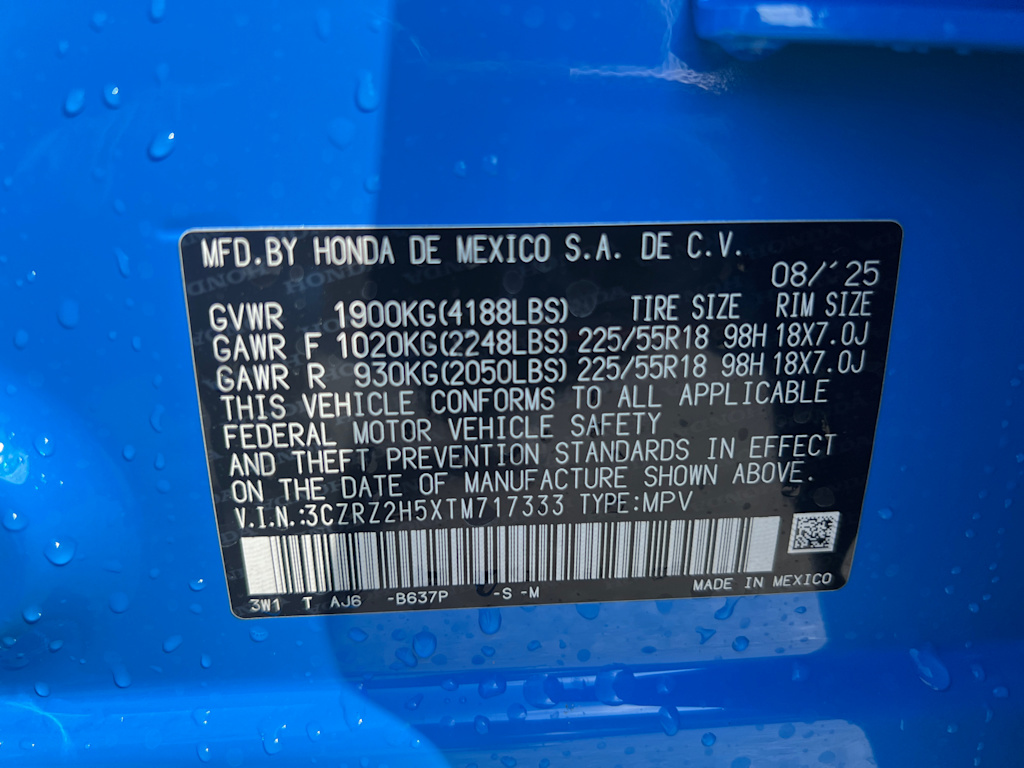 MFD.BY HONDA DE MEXICO S.A. DE C.V.
08/'25
GVWR 1900KG(4188LBS) TIRE SIZE RIM SIZE
GAWR F 1020KG(2248LBS) 225/55R18 98H 18X7.0J
GAWR R 930KG(2050LBS) 225/55R18 98H 18X7.0J
THIS VEHICLE CONFORMS TO ALL APPLICABLE
FEDERAL MOTOR VEHICLE SAFETY
AND THEFT PREVENTION STANDARDS IN EFFECT
ON THE DATE OF MANUFACTURE SHOWN ABOVE.
V.I.N.:3CZRZ2H5XTM717333 TYPE:MPV
3W1 T AJ6 -B637P -S -M MADE IN MEXICO